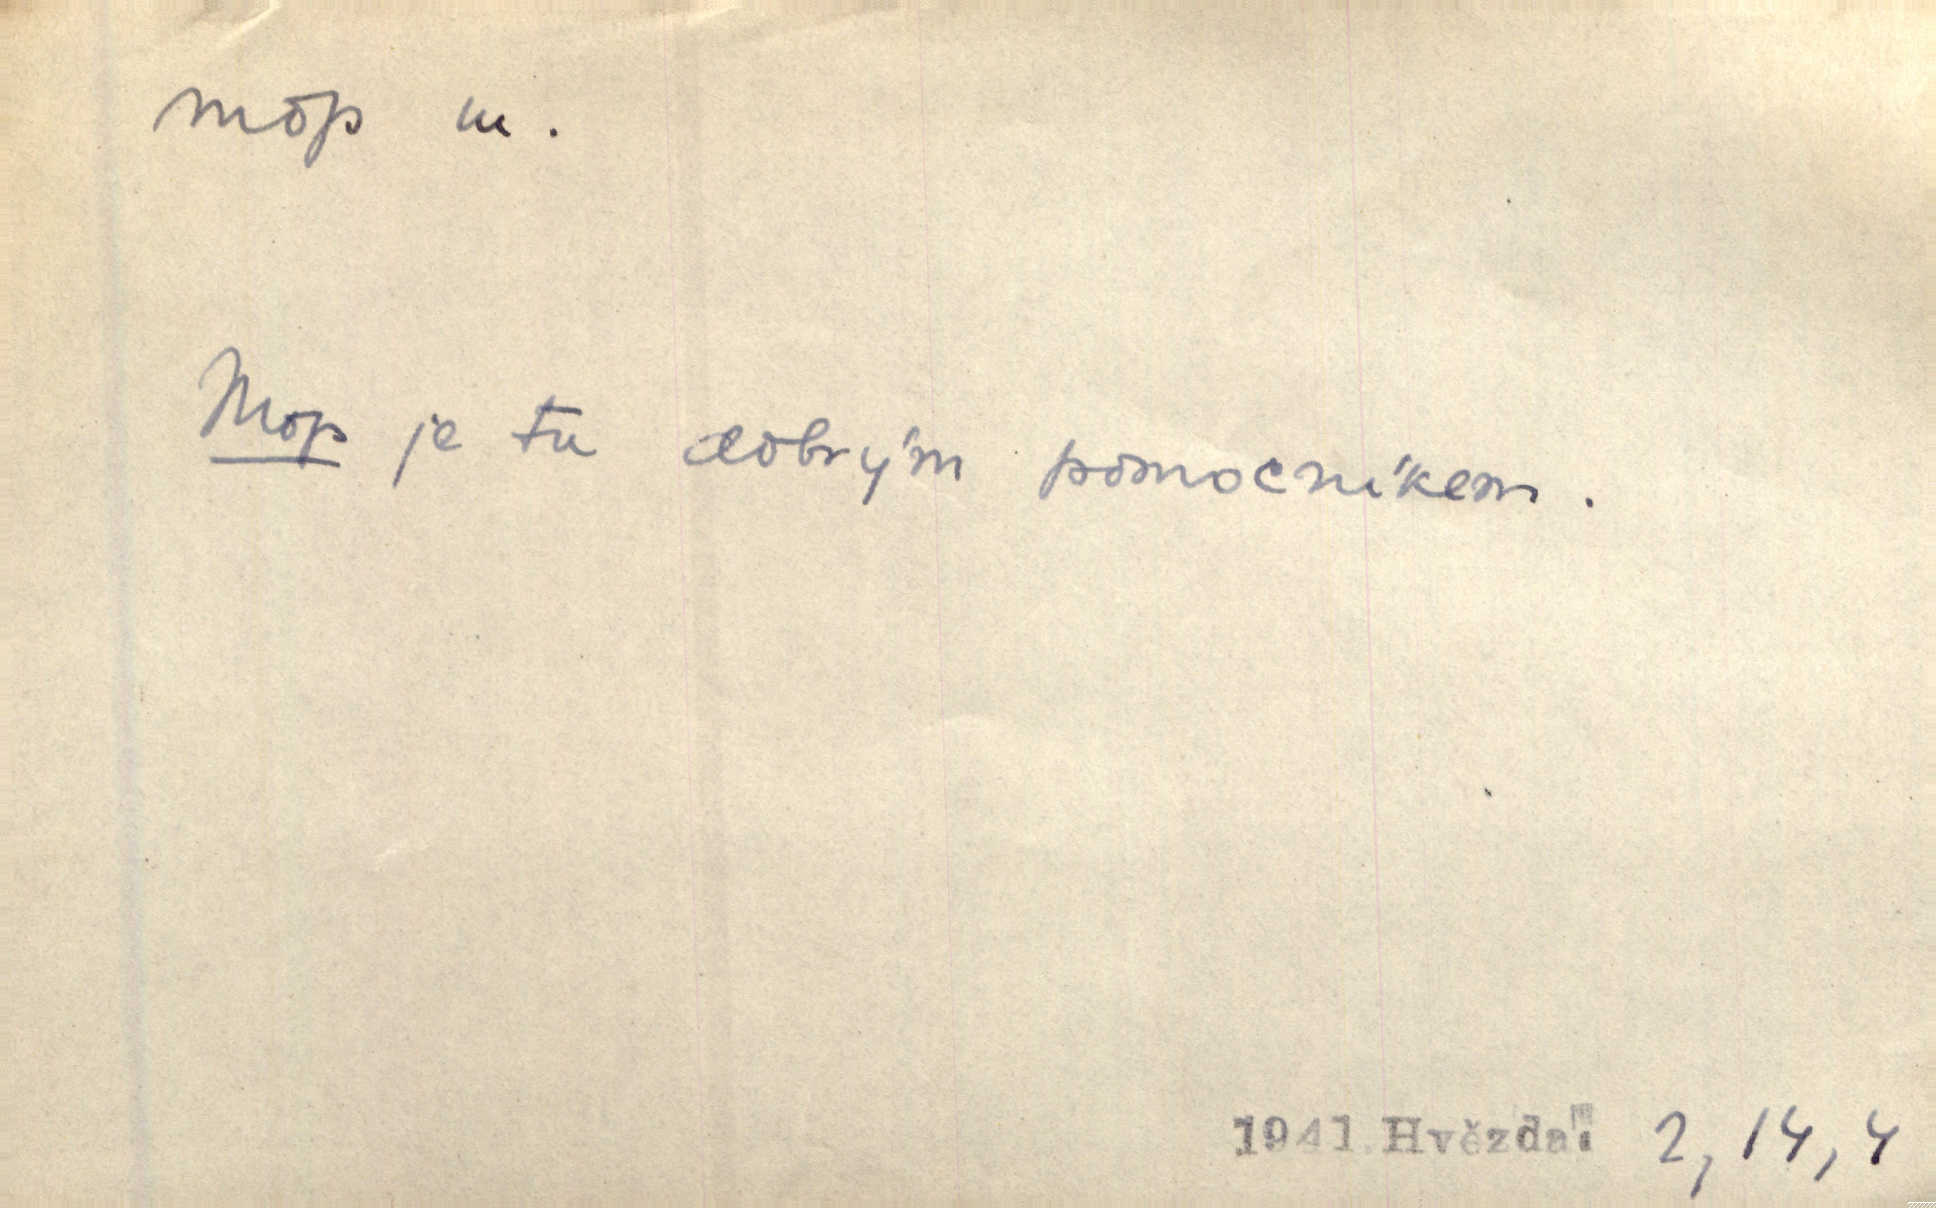 mop m.
Mop je tu dobrým pomocníkem.
1941 Hvězda: 2, 14, 4